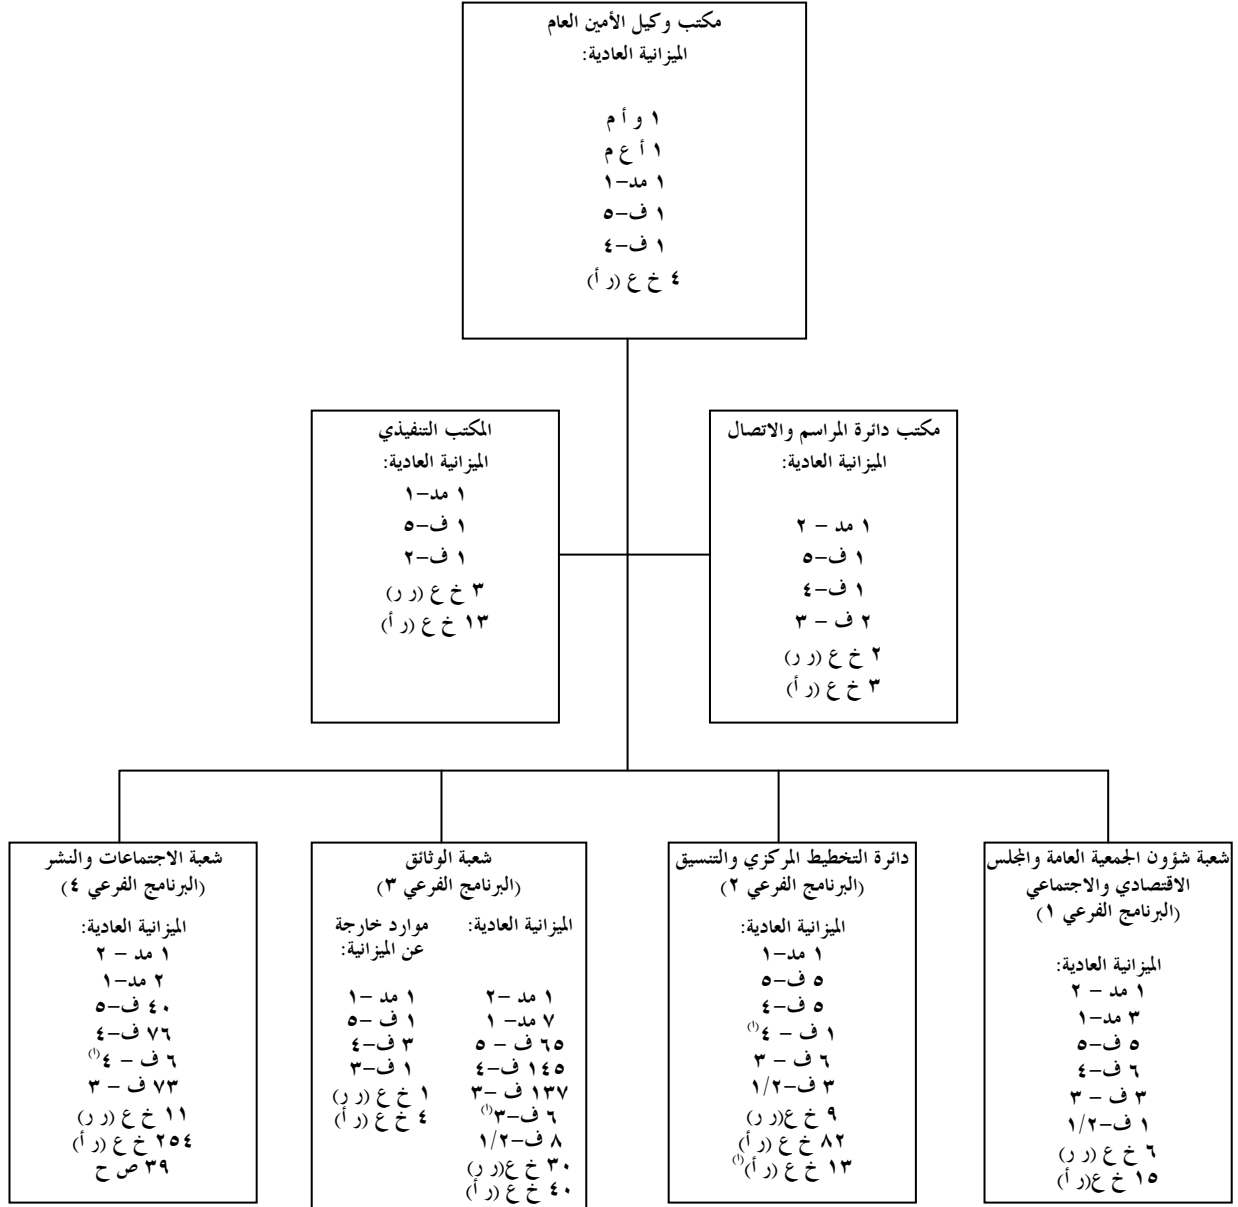 مكتب وكيل الأمين العام
الميزانية العادية:
١ و أ م
١ أ ع م
١ مد-١
١ ف-٥
١ ف-٤
٤ خ ع (ر أ)
مكتب دائرة المراسم والاتصال
الميزانية العادية:
١ مد – ٢
١ ف-٥
١ ف-٤
٢ ف – ٣
٢ خ ع (ر ر)
٣ خ ع (ر أ)
المكتب التنفيذي
الميزانية العادية:
١ مد-١
١ ف-٥
١ ف-٢
٣ خ ع (ر ر)
١٣ خ ع (ر أ)
شعبة شؤون الجمعية العامة والمجلس
الاقتصادي والاجتماعي
(البرنامج الفرعي ١)
الميزانية العادية:
١ مد – ٢
٣ مد-١
٥ ف-٥
٦ ف-٤
٣ ف – ٣
١ ف-١/٢
٦ خ ع (ر ر)
١٥ خ ع(ر أ)
دائرة التخطيط المركزي والتنسيق
(البرنامج الفرعي ٢)
الميزانية العادية:
١ مد-١
٥ ف-٥
٥ ف-٤
١ ف – ٤(أ)
٦ ف – ٣
٣ ف-١/٢
٩ خ ع(ر ر)
٨٢ خ ع (ر أ)
١٣ خ ع (ر أ)(أ)
شعبة الوثائق
(البرنامج الفرعي ٣)
الميزانية العادية:
١ مد -٢
٧ مد- ١
٦٥ ف – ٥
١٤٥ ف-٤
١٣٧ ف -٣
٦ ف-٣(أ)
٨ ف-١/٢
٣٠ خ ع(ر ر)
٤٠ خ ع (ر أ)
موارد خارجة
عن الميزانية:
١ مد -١
١ ف -٥
٣ ف-٤
١ ف-٣
١ خ ع (ر ر)
٤ خ ع (ر أ)
شعبة الاجتماعات والنشر
(البرنامج الفرعي ٤)
الميزانية العادية:
١ مد – ٢
٢ مد-١
٤٠ ف-٥
٧٦ ف-٤
٦ ف – ٤(أ)
٧٣ ف – ٣
١١ خ ع (ر ر)
٢٥٤ خ ع (ر أ)
٣٩ ص ح